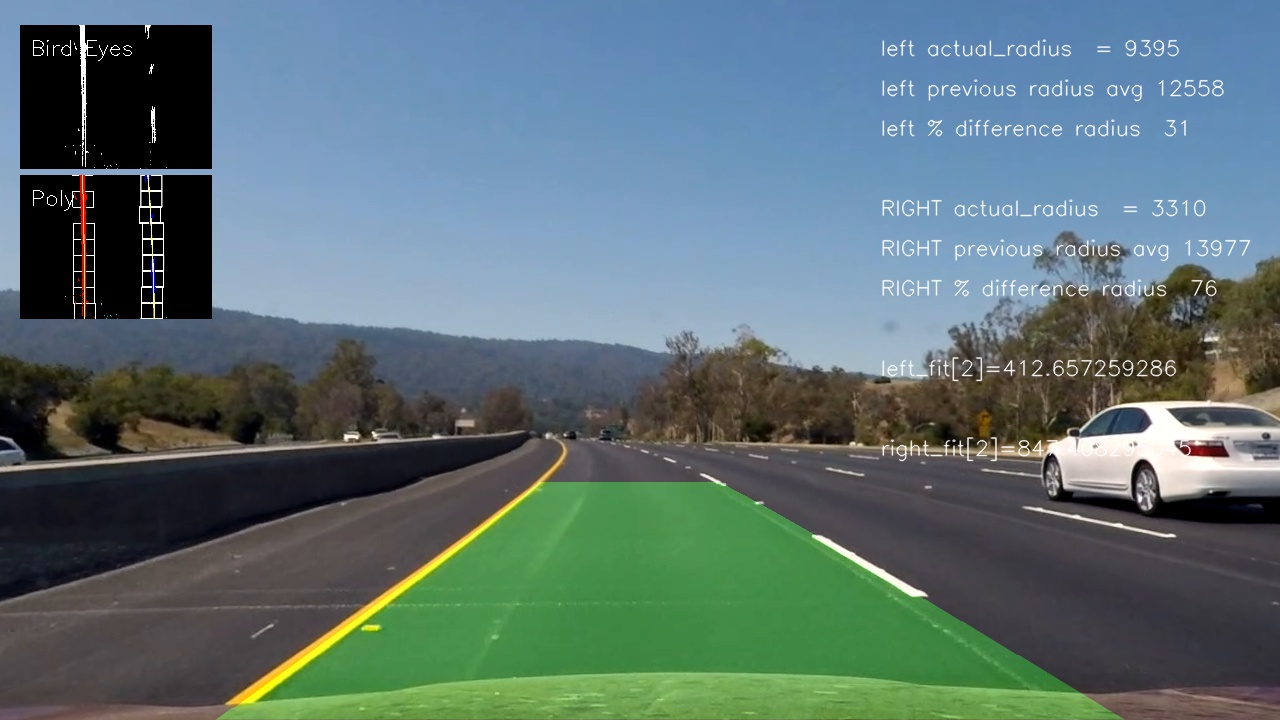 Bird Eyes
Poly
left actual_radius = 9395
left previous radius avg 12558
left % difference radius 31
RIGHT actual_radius = 3310
RIGHT previous radius avg 13977
RIGHT % difference radius 76
left_fit[2]=412.657259286